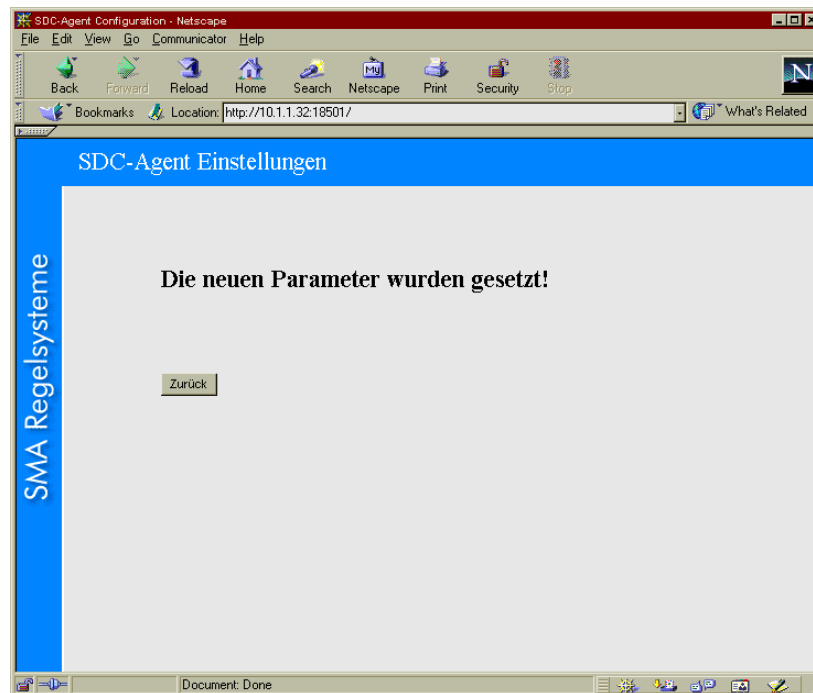 SDC-Agent Configuration - Netscape
File Edit View Go Communicator Help
Back Forward Reload Home Search My Netscape Print Security Stop N
Bookmarks Location: http://10.1.1.32:18501/ What's Related
SDC-Agent Einstellungen
SMA Regelsysteme
Die neuen Parameter wurden gesetzt!
Zurück
Document: Done